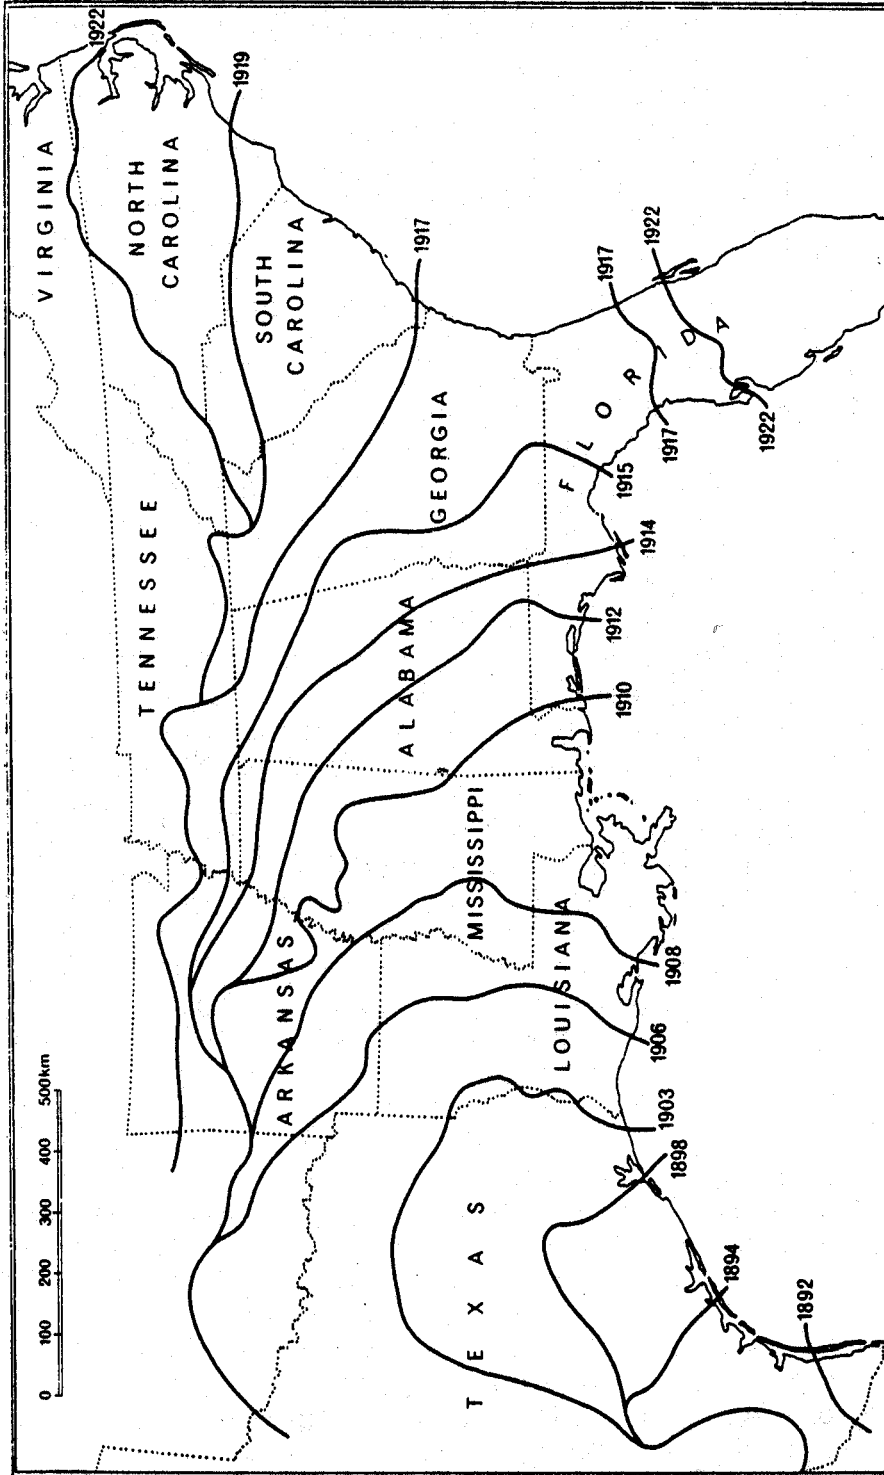 0 100 200 300 400 500km
VIRGINIA
TENNESSEE
NORTH
CAROLINA
SOUTH
CAROLINA
ARKANSAS
ALABAMA
GEORGIA
MISSISSIPPI
TEXAS
LOUISIANA
FLORIDA
1892
1894
1898
1903
1906
1908
1910
1912
1914
1915
1917
1922
1917
1922
1917
1919
1922